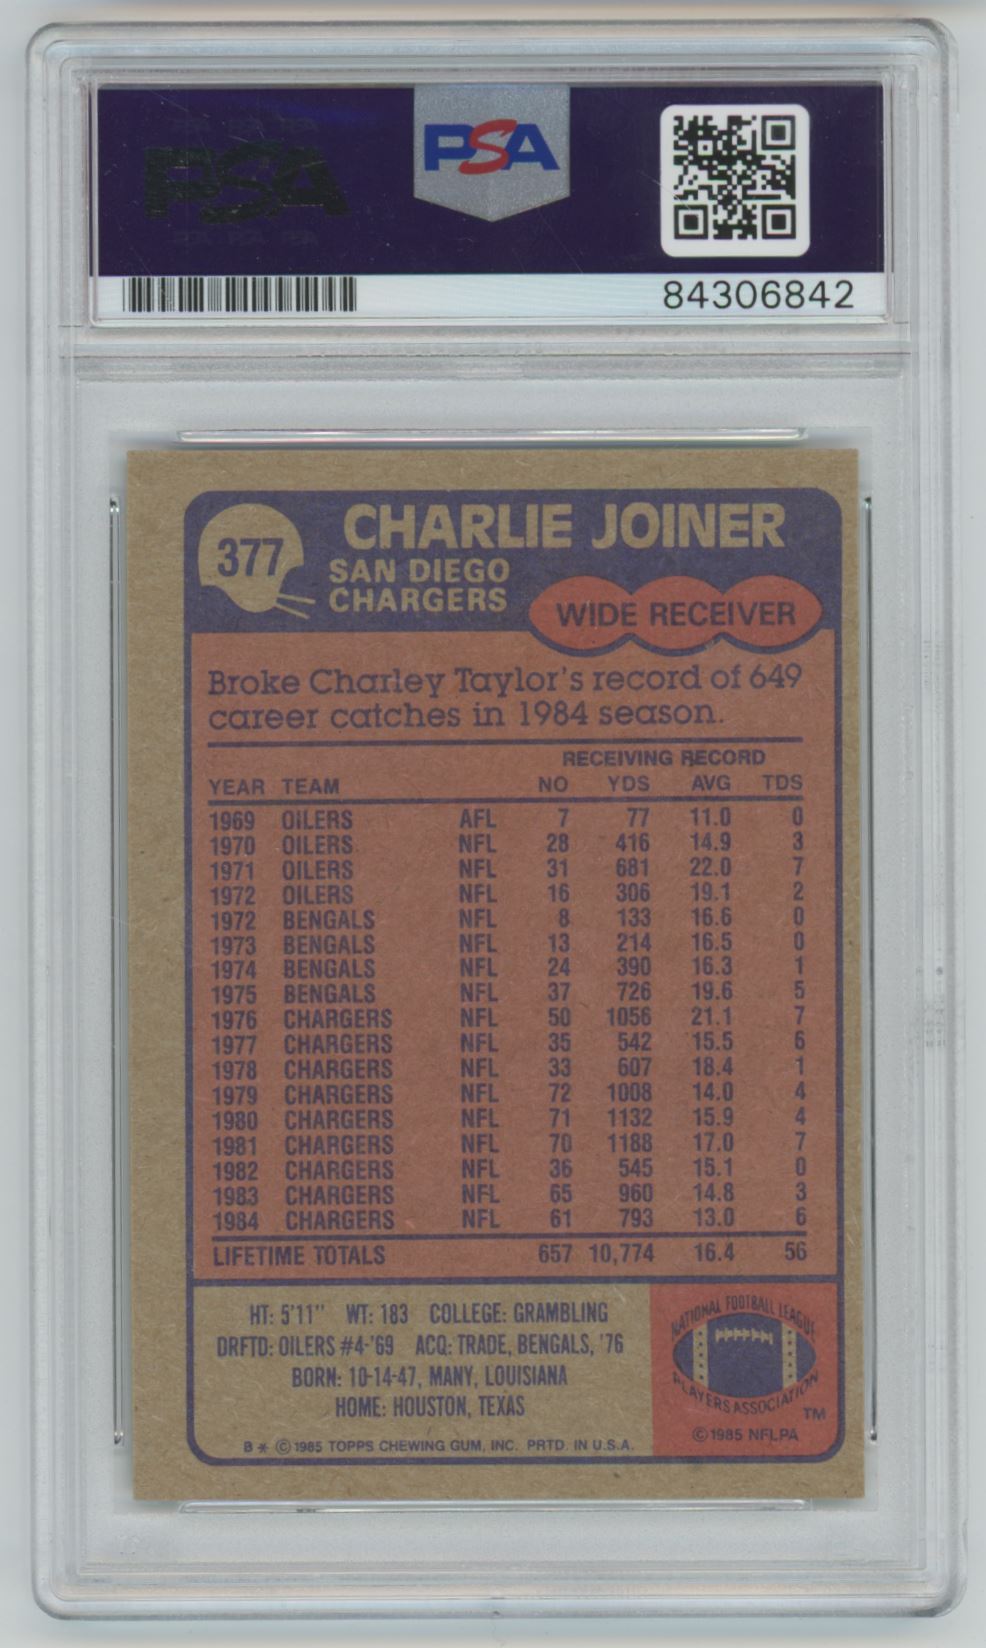 PSA
PSA
84306842
377
CHARLIE JOINER
SAN DIEGO
CHARGERS
WIDE RECEIVER
Broke Charley Taylor's record of 649
career catches in 1984 season.
RECEIVING RECORD
YEAR TEAM NO YDS AVG TDS
1969 OILERS AFL 7 77 11.0 0
1970 OILERS NFL 28 416 14.9 3
1971 OILERS NFL 31 681 22.0 7
1972 OILERS NFL 16 306 19.1 2
1972 BENGALS NFL 8 133 16.6 0
1973 BENGALS NFL 13 214 16.5 0
1974 BENGALS NFL 24 390 16.3 1
1975 BENGALS NFL 37 726 19.6 5
1976 CHARGERS NFL 50 1056 21.1 7
1977 CHARGERS NFL 35 542 15.5 6
1978 CHARGERS NFL 33 607 18.4 1
1979 CHARGERS NFL 72 1008 14.0 4
1980 CHARGERS NFL 71 1132 15.9 4
1981 CHARGERS NFL 70 1188 17.0 7
1982 CHARGERS NFL 36 545 15.1 0
1983 CHARGERS NFL 65 960 14.8 3
1984 CHARGERS NFL 61 793 13.0 6
LIFETIME TOTALS 657 10,774 16.4 56
HT: 5'11" WT: 183 COLLEGE: GRAMBLING
DRFTD: OILERS #4-'69 ACQ: TRADE, BENGALS, '76
BORN: 10-14-47, MANY, LOUISIANA
HOME: HOUSTON, TEXAS
B * © 1985 TOPPS CHEWING GUM, INC. PRTD. IN U.S.A.
NATIONAL FOOTBALL LEAGUE
PLAYERS ASSOCIATION
TM
© 1985 NFLPA